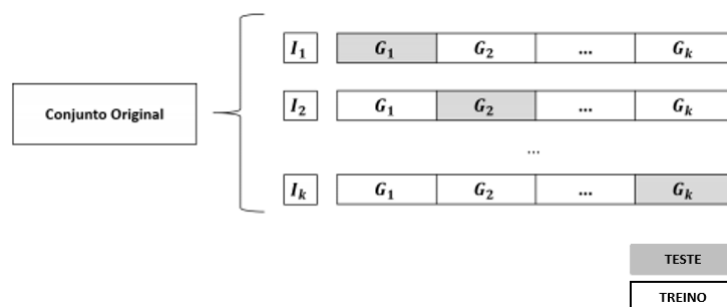 I₁ G₁ G₂ ... Gₖ
Conjunto Original
I₂ G₁ G₂ ... Gₖ
...
Iₖ G₁ G₂ ... Gₖ
TESTE
TREINO